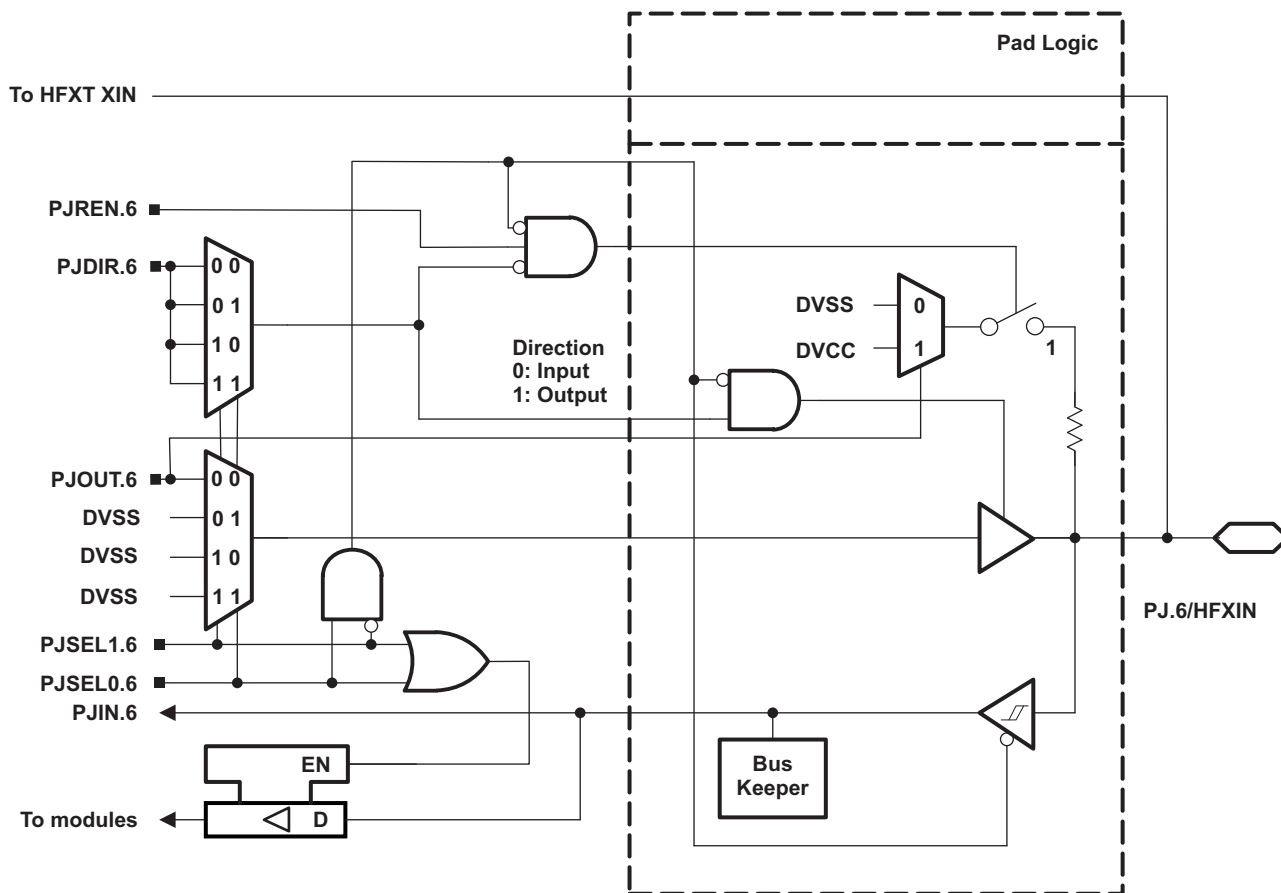 Pad Logic
To HFXT XIN
PJREN.6
PJDIR.6
0 0
0 1
1 0
1 1
Direction
0: Input
1: Output
DVSS
0
DVCC
1
1
PJOUT.6
0 0
DVSS
0 1
DVSS
1 0
DVSS
1 1
PJ.6/HFXIN
PJSEL1.6
PJSEL0.6
PJIN.6
EN
Bus
Keeper
To modules
D